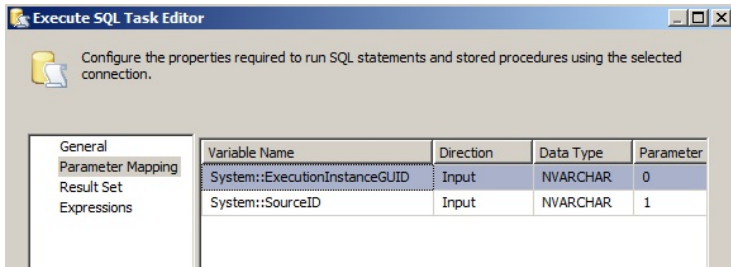 Execute SQL Task Editor
Configure the properties required to run SQL statements and stored procedures using the selected
connection.
General
Parameter Mapping
Result Set
Expressions
Variable Name Direction Data Type Parameter
System::ExecutionInstanceGUID Input NVARCHAR 0
System::SourceID Input NVARCHAR 1